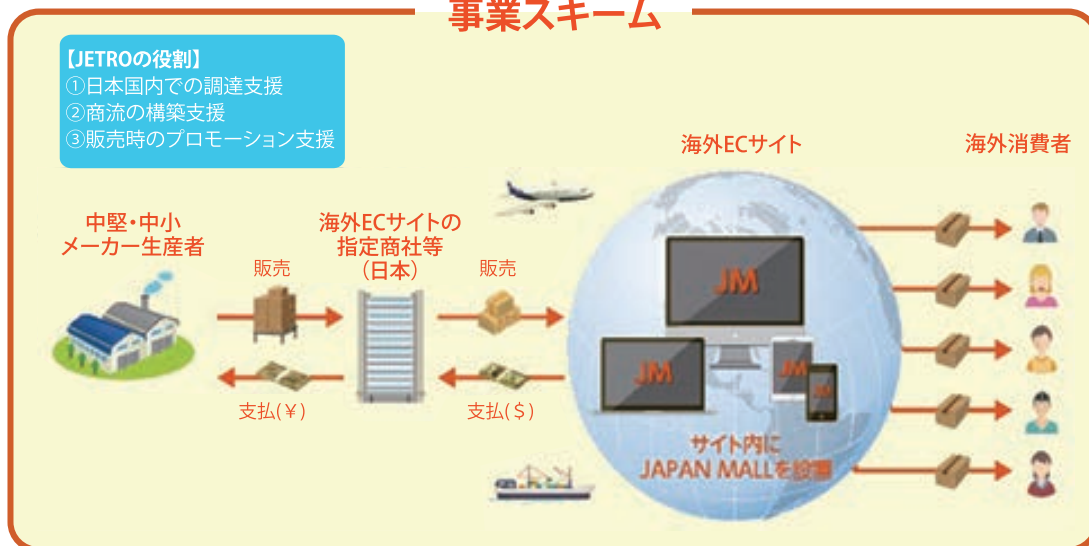 事業スキーム
【JETROの役割】
①日本国内での調達支援
②商流の構築支援
③販売時のプロモーション支援
海外ECサイト
海外消費者
中堅・中小
メーカー生産者
海外ECサイトの
指定商社等
（日本）
販売
販売
支払(￥)
支払(＄)
JM
JM
JM
JM
サイト内に
JAPAN MALLを設置